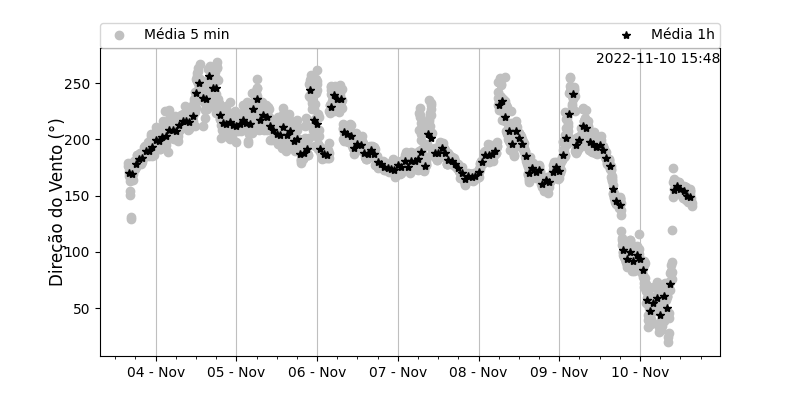 Média 5 min
Média 1h
2022-11-10 15:48
Direção do Vento (°)
250
200
150
100
50
04 - Nov
05 - Nov
06 - Nov
07 - Nov
08 - Nov
09 - Nov
10 - Nov